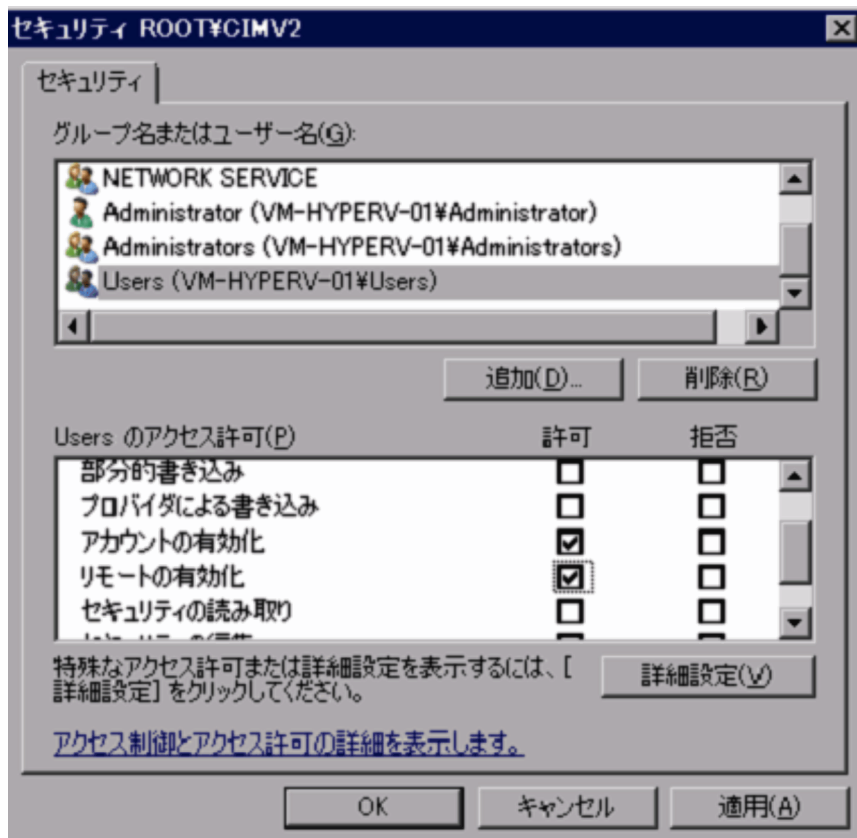 セキュリティ ROOT¥CIMV2
セキュリティ
グループ名またはユーザー名(G):
NETWORK SERVICE
Administrator (VM-HYPERV-01¥Administrator)
Administrators (VM-HYPERV-01¥Administrators)
Users (VM-HYPERV-01¥Users)
追加(D)...
削除(R)
Users のアクセス許可(P)
許可
拒否
部分的書き込み
プロバイダによる書き込み
アカウントの有効化
リモートの有効化
セキュリティの読み取り
特殊なアクセス許可または詳細設定を表示するには、[
詳細設定] をクリックしてください。
詳細設定(V)
アクセス制御とアクセス許可の詳細を表示します。
OK
キャンセル
適用(A)